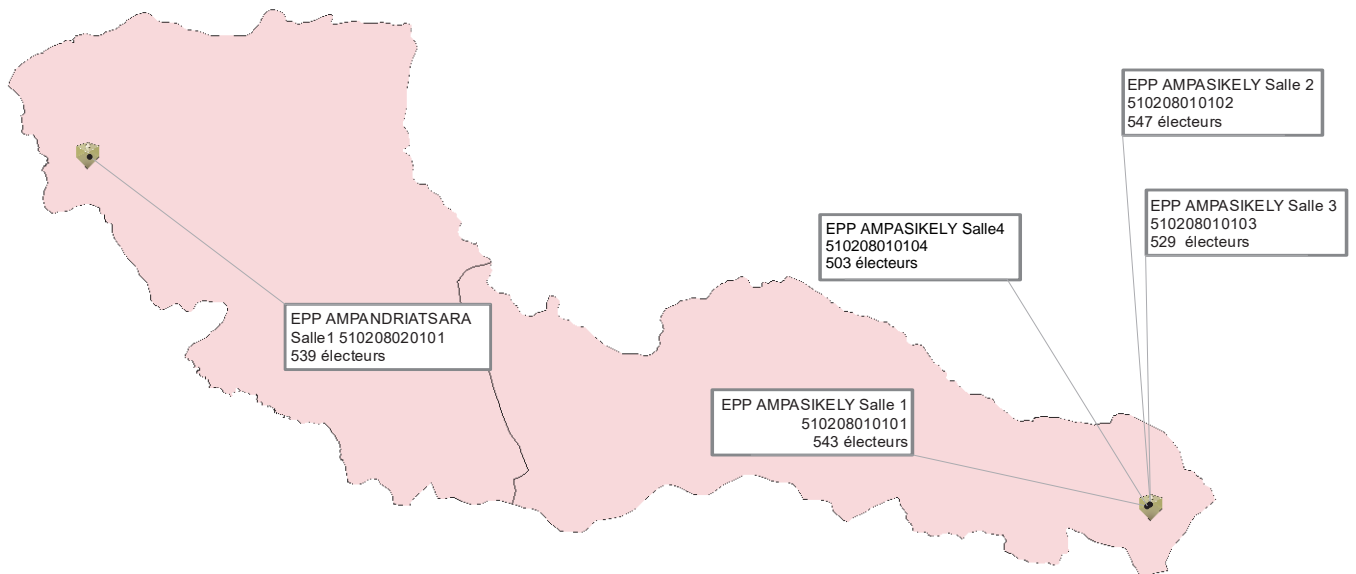 EPP AMPASIKELY Salle 2
510208010102
547 électeurs
EPP AMPASIKELY Salle 3
510208010103
529 électeurs
EPP AMPASIKELY Salle4
510208010104
503 électeurs
EPP AMPANDRIATSARA
Salle1 510208020101
539 électeurs
EPP AMPASIKELY Salle 1
510208010101
543 électeurs